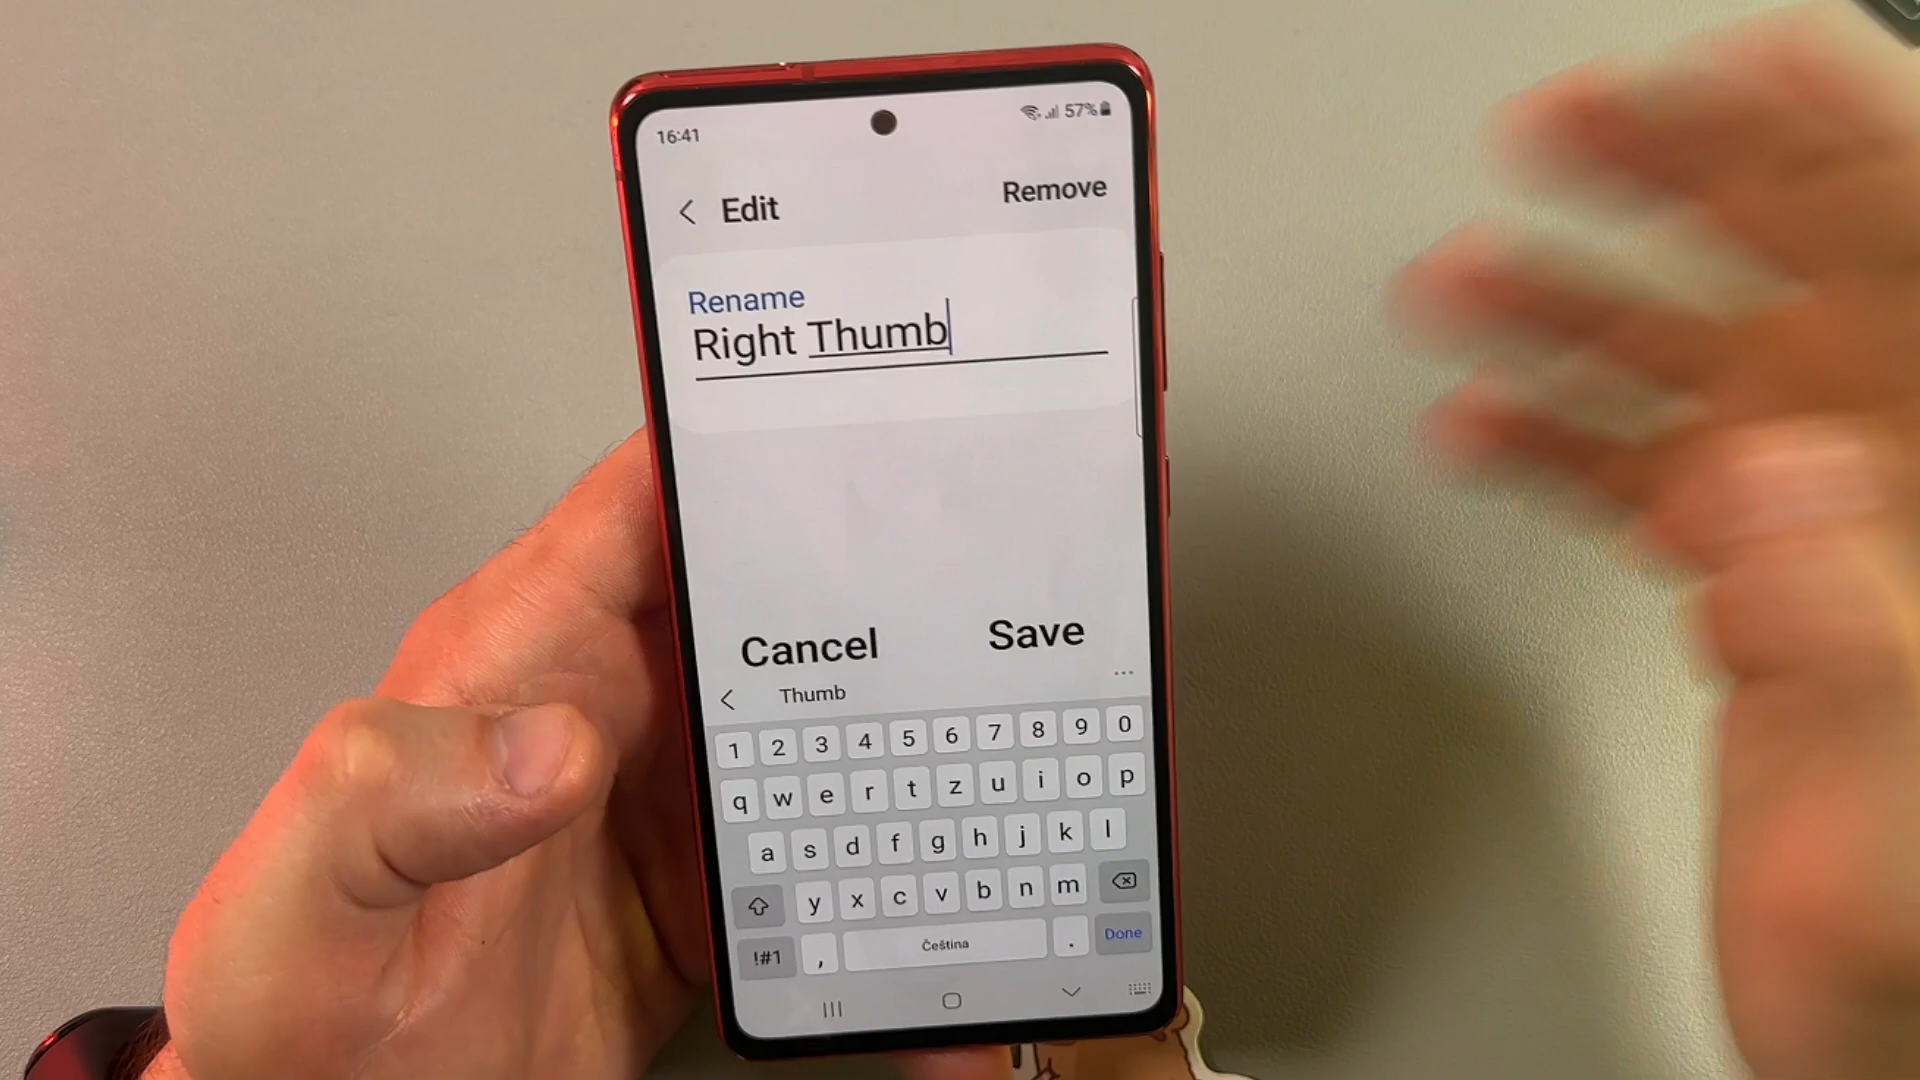 16:41
57%
Edit
Remove
Rename
Right Thumb
Cancel
Save
Thumb
1 2 3 4 5 6 7 8 9 0
q w e r t z u i o p
a s d f g h j k l
y x c v b n m
!#1 , Čeština . Done